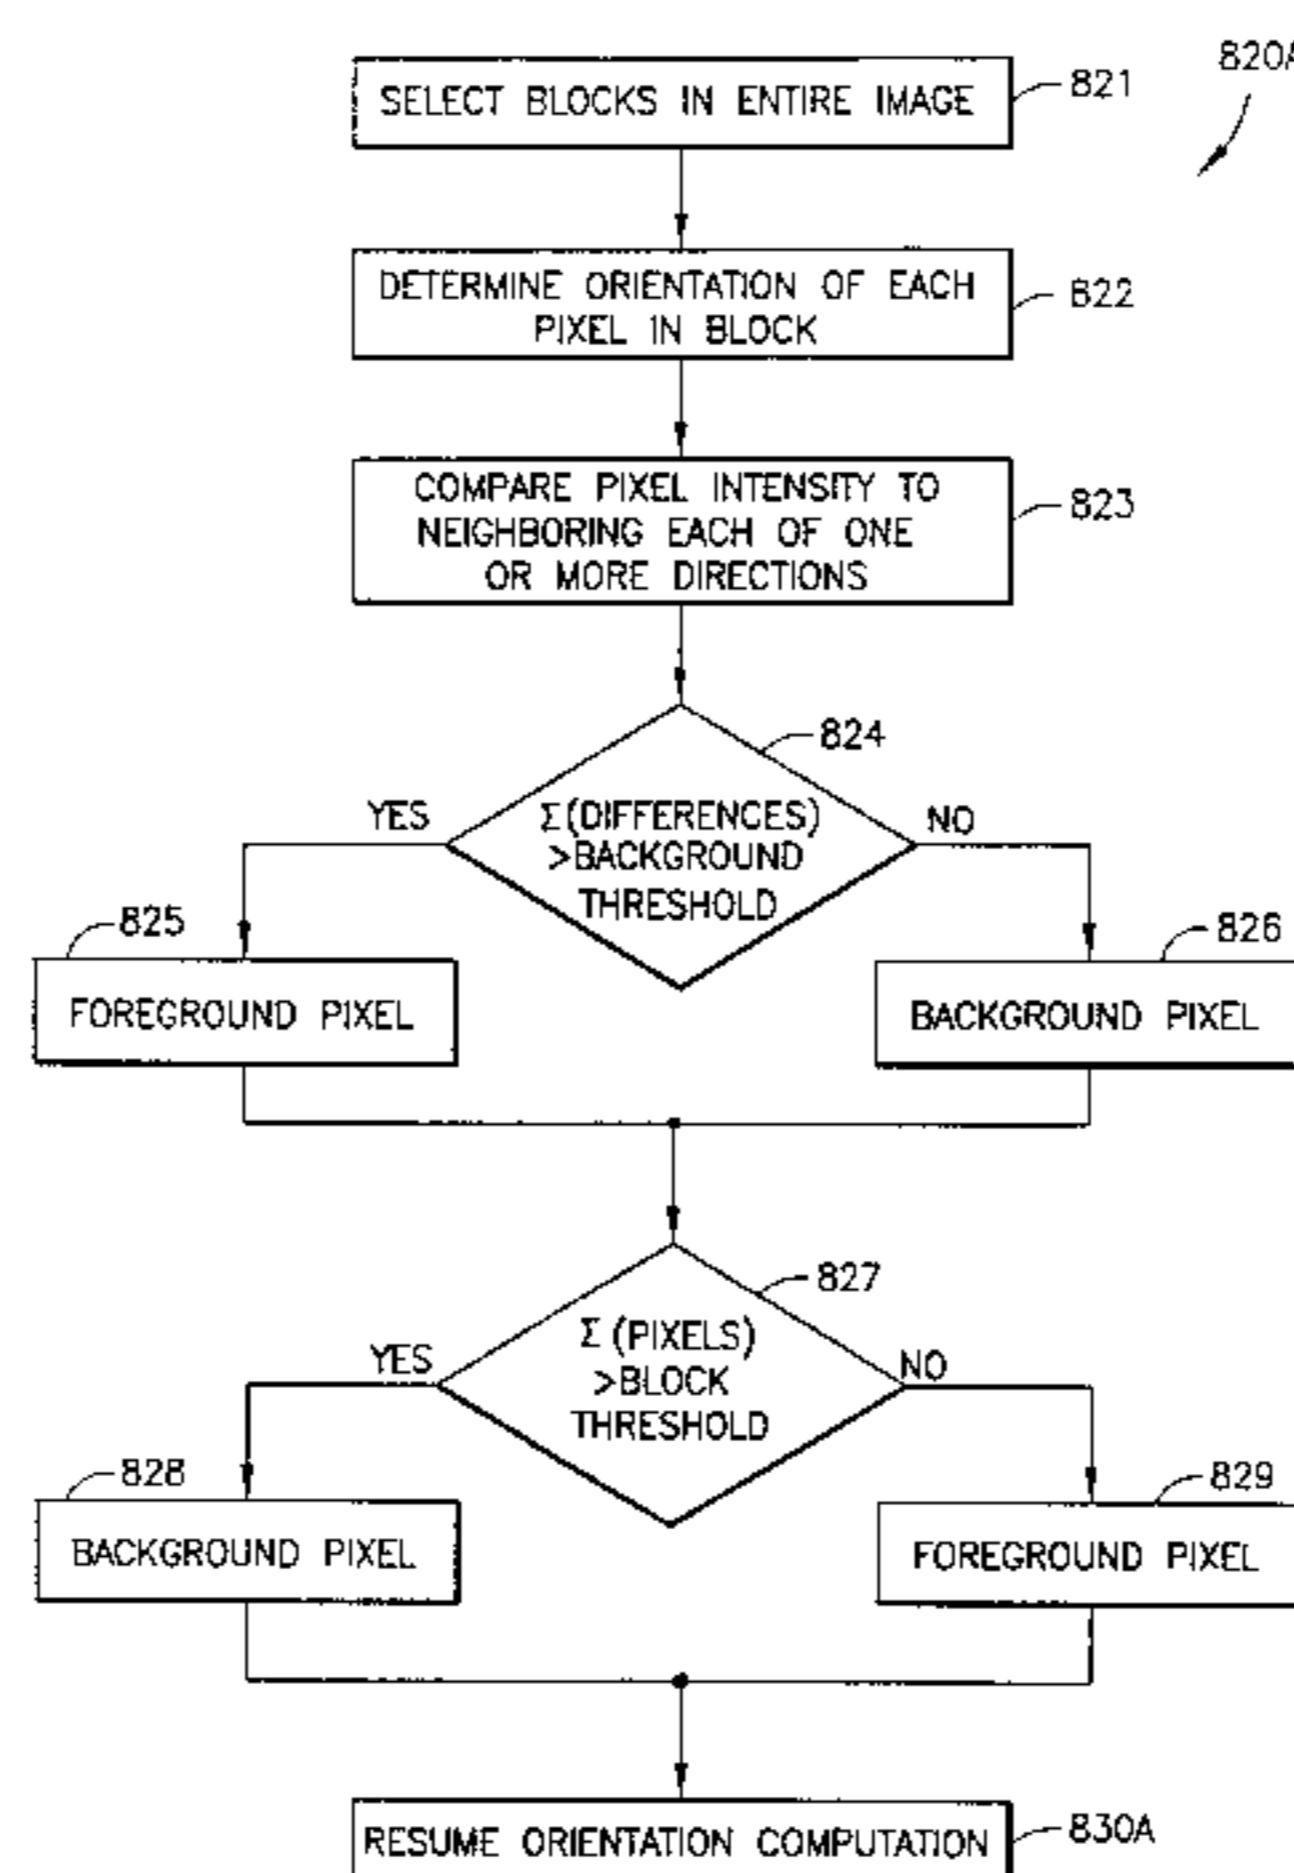 820A
SELECT BLOCKS IN ENTIRE IMAGE
821
DETERMINE ORIENTATION OF EACH
PIXEL IN BLOCK
822
COMPARE PIXEL INTENSITY TO
NEIGHBORING EACH OF ONE
OR MORE DIRECTIONS
823
824
YES
Σ(DIFFERENCES)
>BACKGROUND
THRESHOLD
NO
825
FOREGROUND PIXEL
826
BACKGROUND PIXEL
827
YES
Σ (PIXELS)
>BLOCK
THRESHOLD
NO
828
BACKGROUND PIXEL
829
FOREGROUND PIXEL
RESUME ORIENTATION COMPUTATION
830A